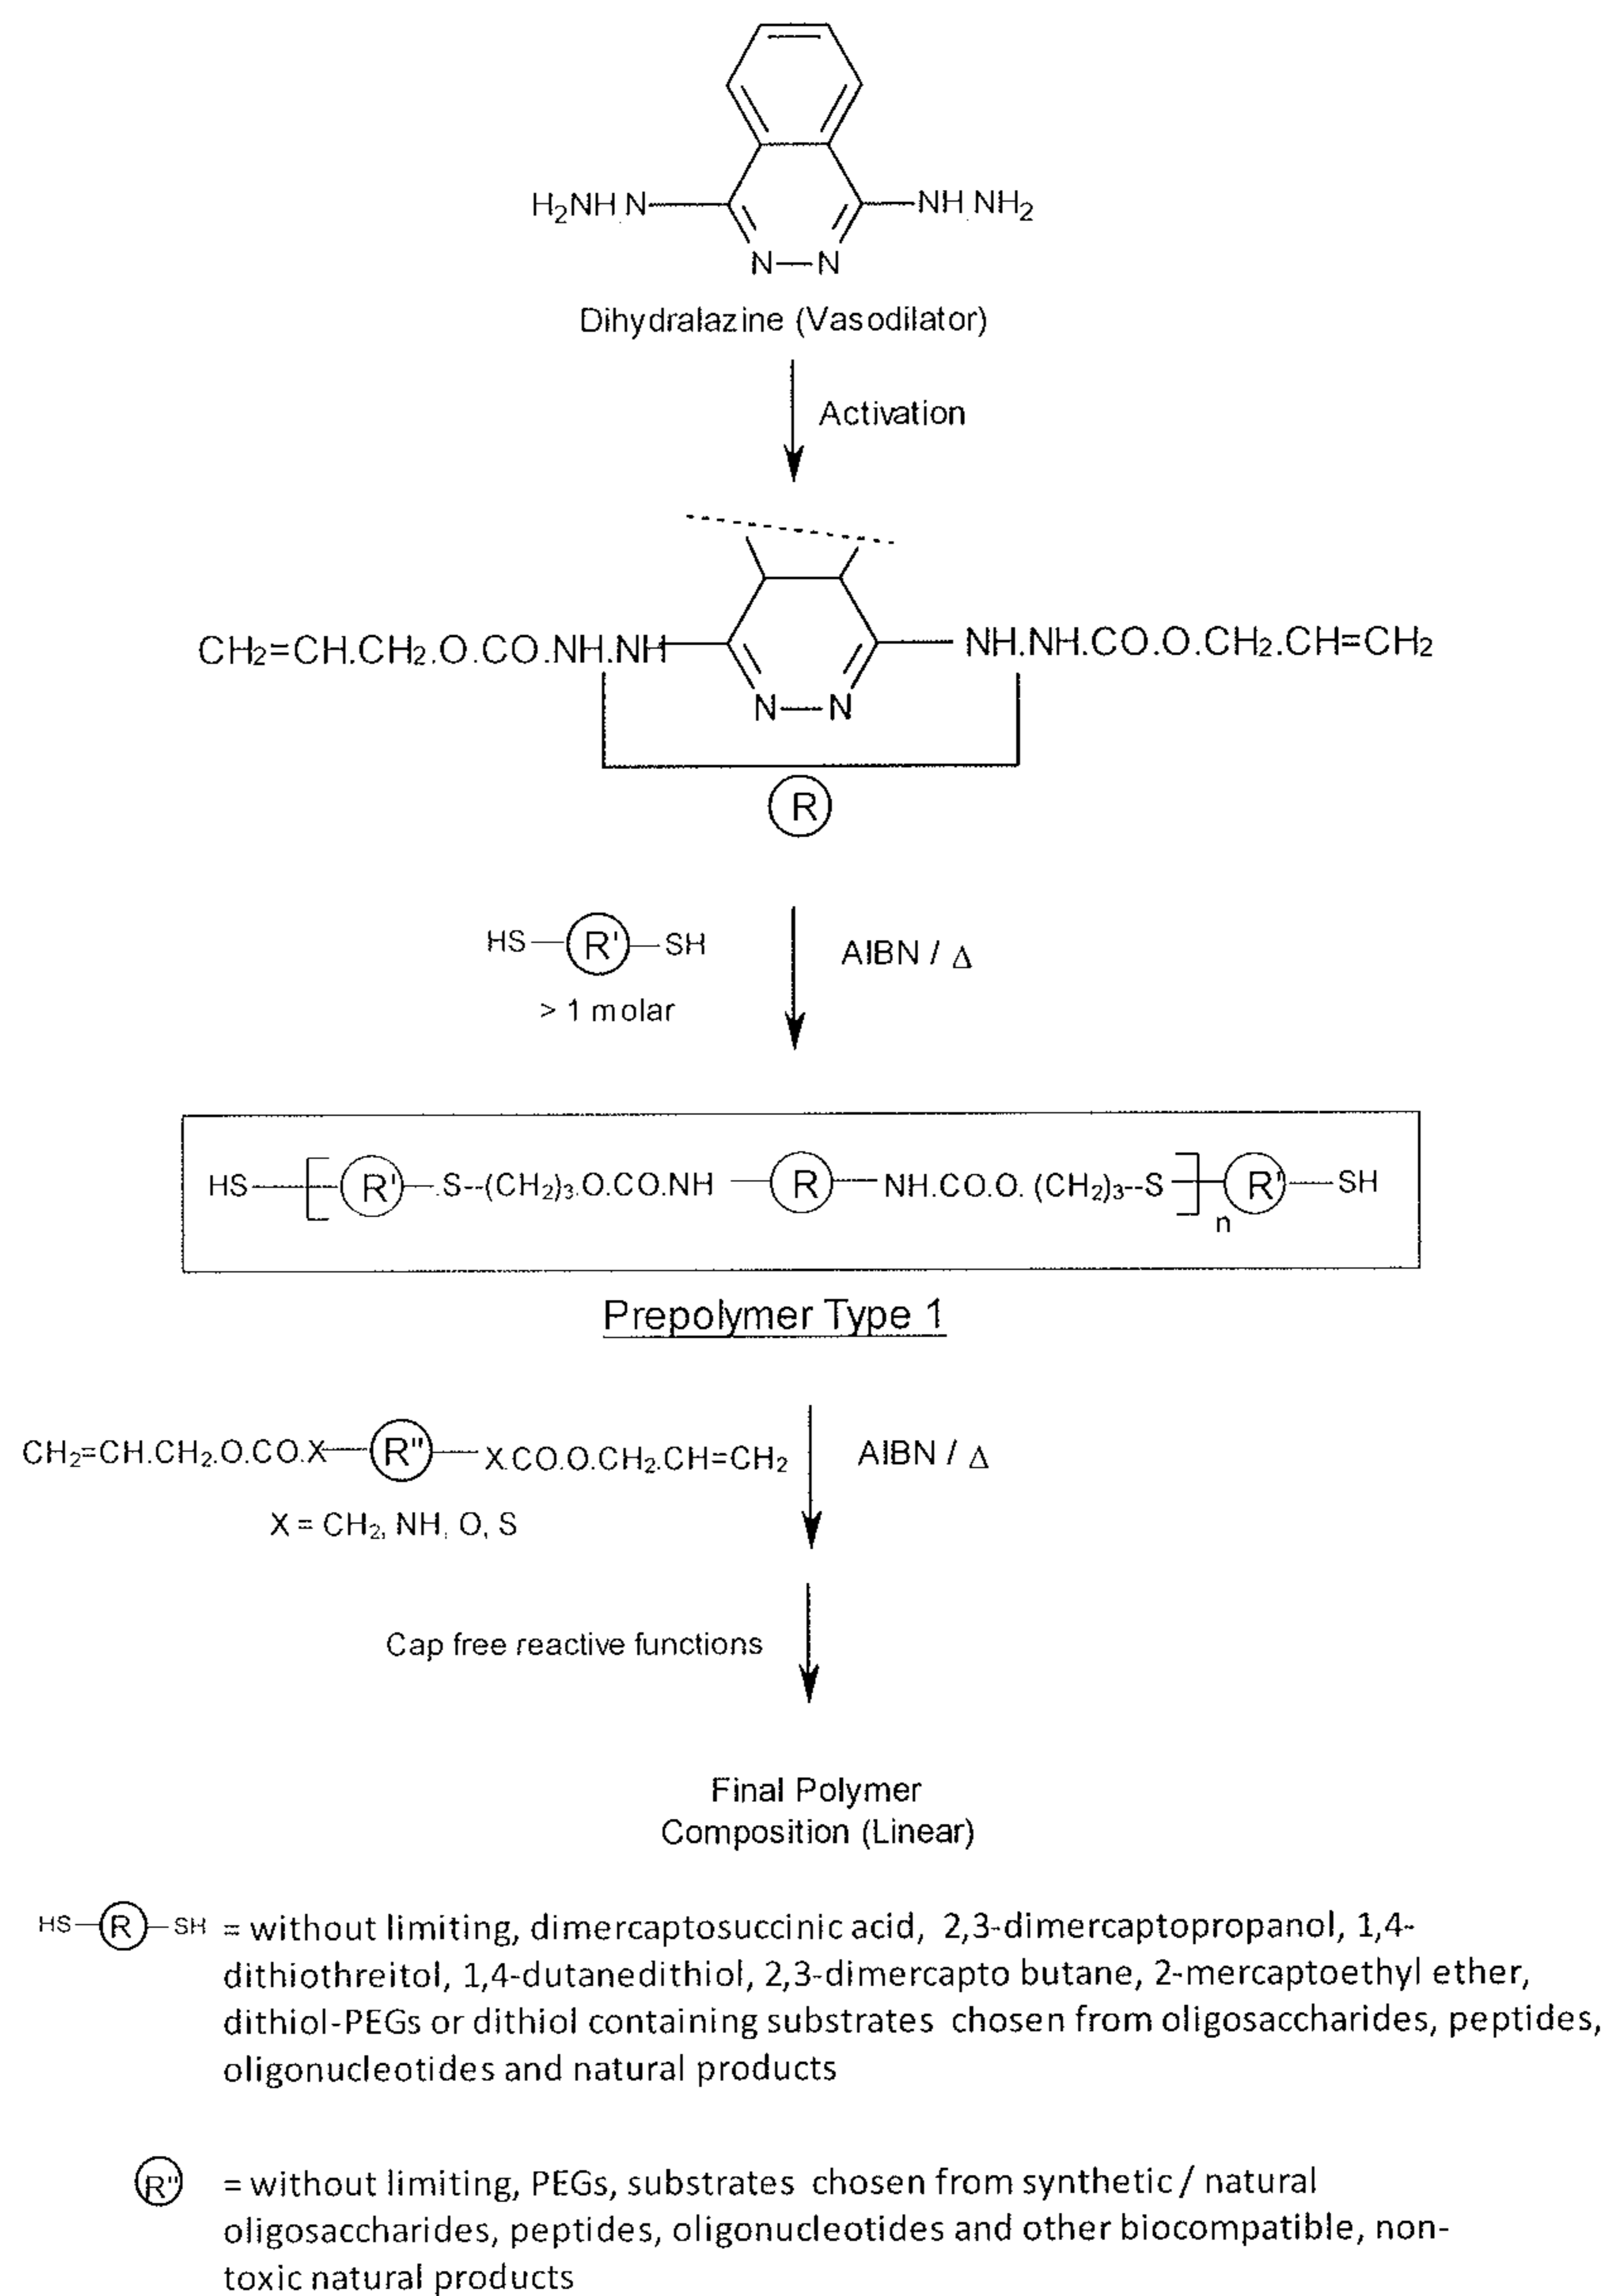 H₂NH N NH NH₂
N N
Dihydralazine (Vasodilator)
Activation
CH₂=CH.CH₂.O.CO.NH.NH NH.NH.CO.O.CH₂.CH=CH₂
N N
R
HS R' SH AIBN / Δ
> 1 molar
HS [ R' .S--(CH₂)₃.O.CO.NH R NH.CO.O. (CH₂)₃--S ] n R' SH
Prepolymer Type 1
CH₂=CH.CH₂.O.CO.X R" X.CO.O.CH₂.CH=CH₂ AIBN / Δ
X = CH₂, NH, O, S
Cap free reactive functions
Final Polymer
Composition (Linear)
HS R SH = without limiting, dimercaptosuccinic acid, 2,3-dimercaptopropanol, 1,4-
dithiothreitol, 1,4-dutanedithiol, 2,3-dimercapto butane, 2-mercaptoethyl ether,
dithiol-PEGs or dithiol containing substrates chosen from oligosaccharides, peptides,
oligonucleotides and natural products
R" = without limiting, PEGs, substrates chosen from synthetic / natural
oligosaccharides, peptides, oligonucleotides and other biocompatible, non-
toxic natural products